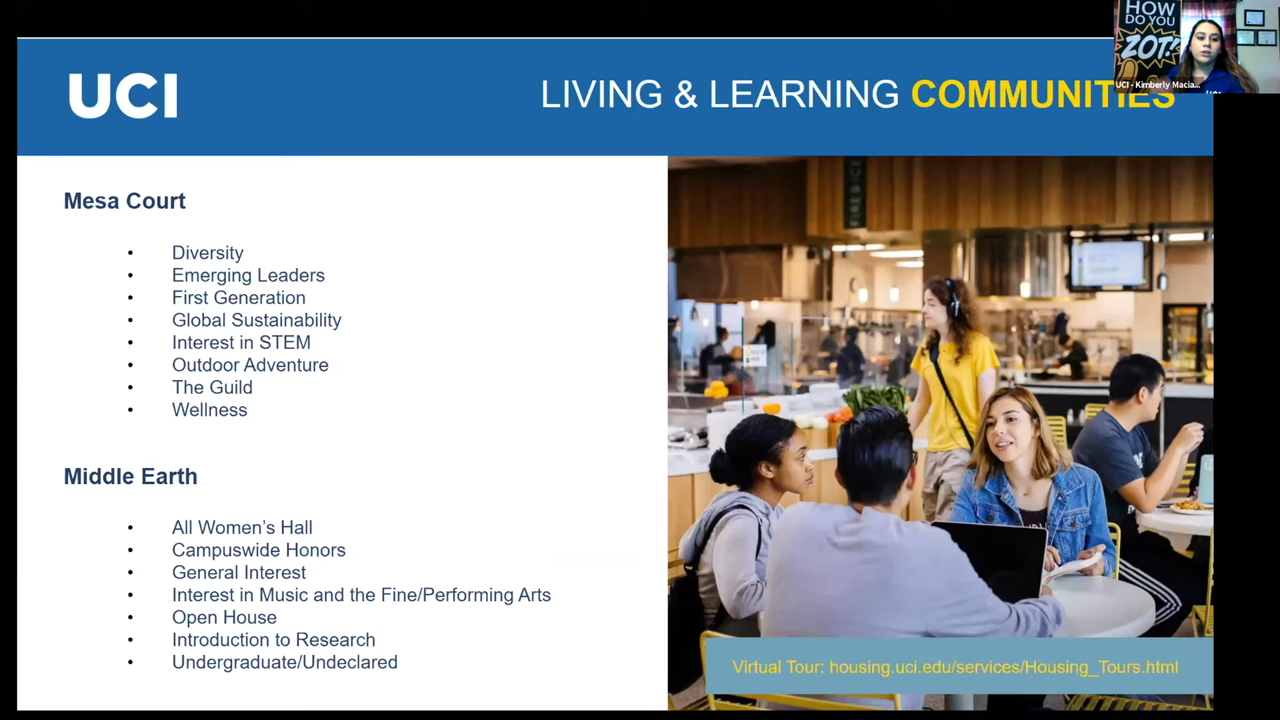 HOW
DO YOU
ZOT!
UCI - Kimberly Macia...
UCI
LIVING & LEARNING COMMUNITIES
Mesa Court
• Diversity
• Emerging Leaders
• First Generation
• Global Sustainability
• Interest in STEM
• Outdoor Adventure
• The Guild
• Wellness
Middle Earth
• All Women’s Hall
• Campuswide Honors
• General Interest
• Interest in Music and the Fine/Performing Arts
• Open House
• Introduction to Research
• Undergraduate/Undeclared
Virtual Tour: housing.uci.edu/services/Housing_Tours.html